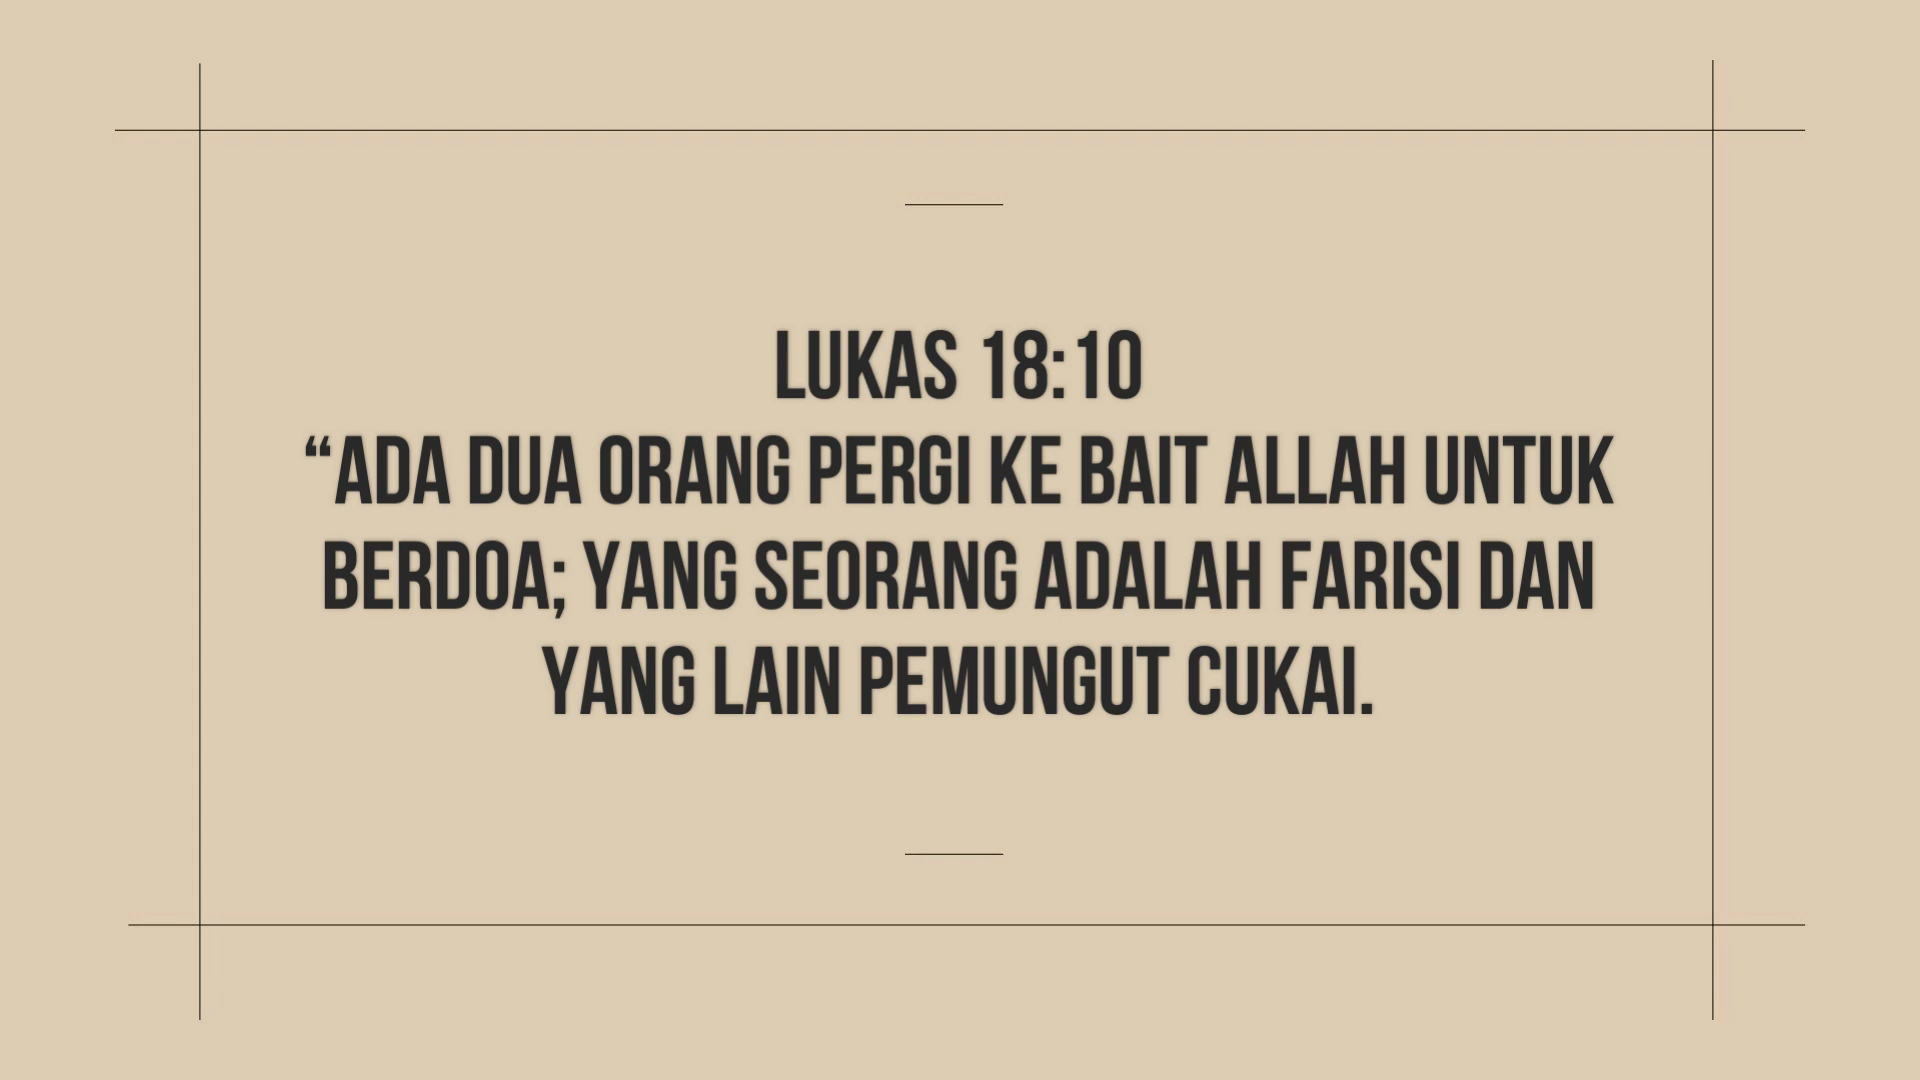 LUKAS 18:10
“ADA DUA ORANG PERGI KE BAIT ALLAH UNTUK
BERDOA; YANG SEORANG ADALAH FARISI DAN
YANG LAIN PEMUNGUT CUKAI.